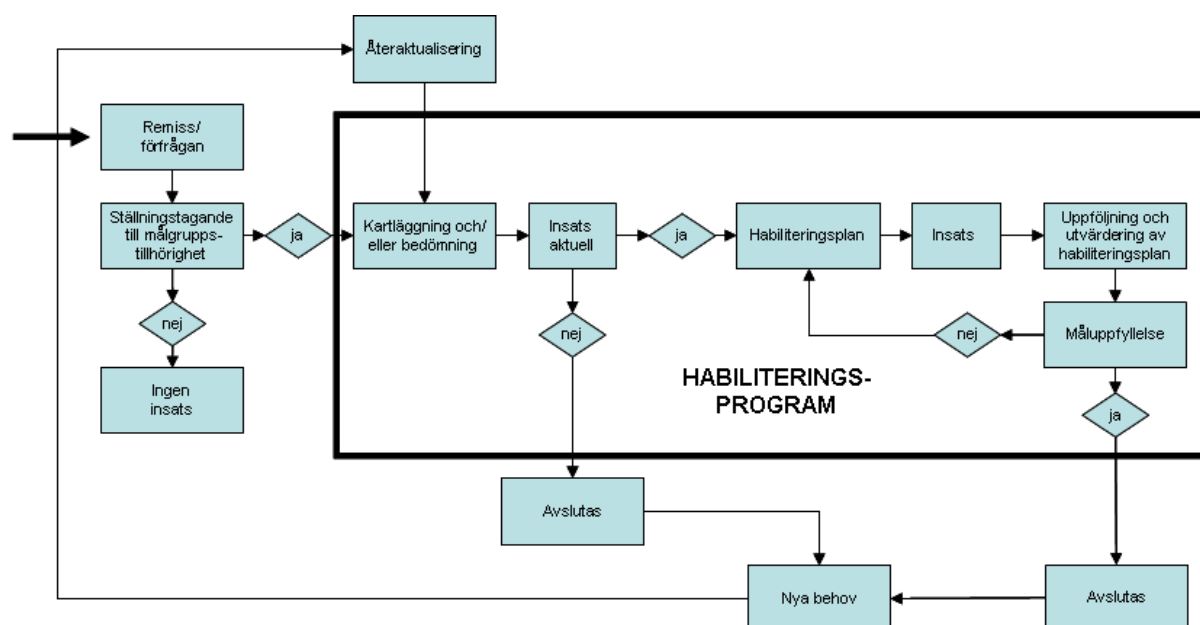 Återaktualisering
Remiss/
förfrågan
Ställningstagande
till målgrupps-
tillhörighet
ja
Kartläggning och/
eller bedömning
Insats
aktuell
ja
Habiliteringsplan
Insats
Uppföljning och
utvärdering av
habiliteringsplan
nej
nej
nej
Måluppfyllelse
Ingen
insats
HABILITERINGS-
PROGRAM
ja
Avslutas
Nya behov
Avslutas